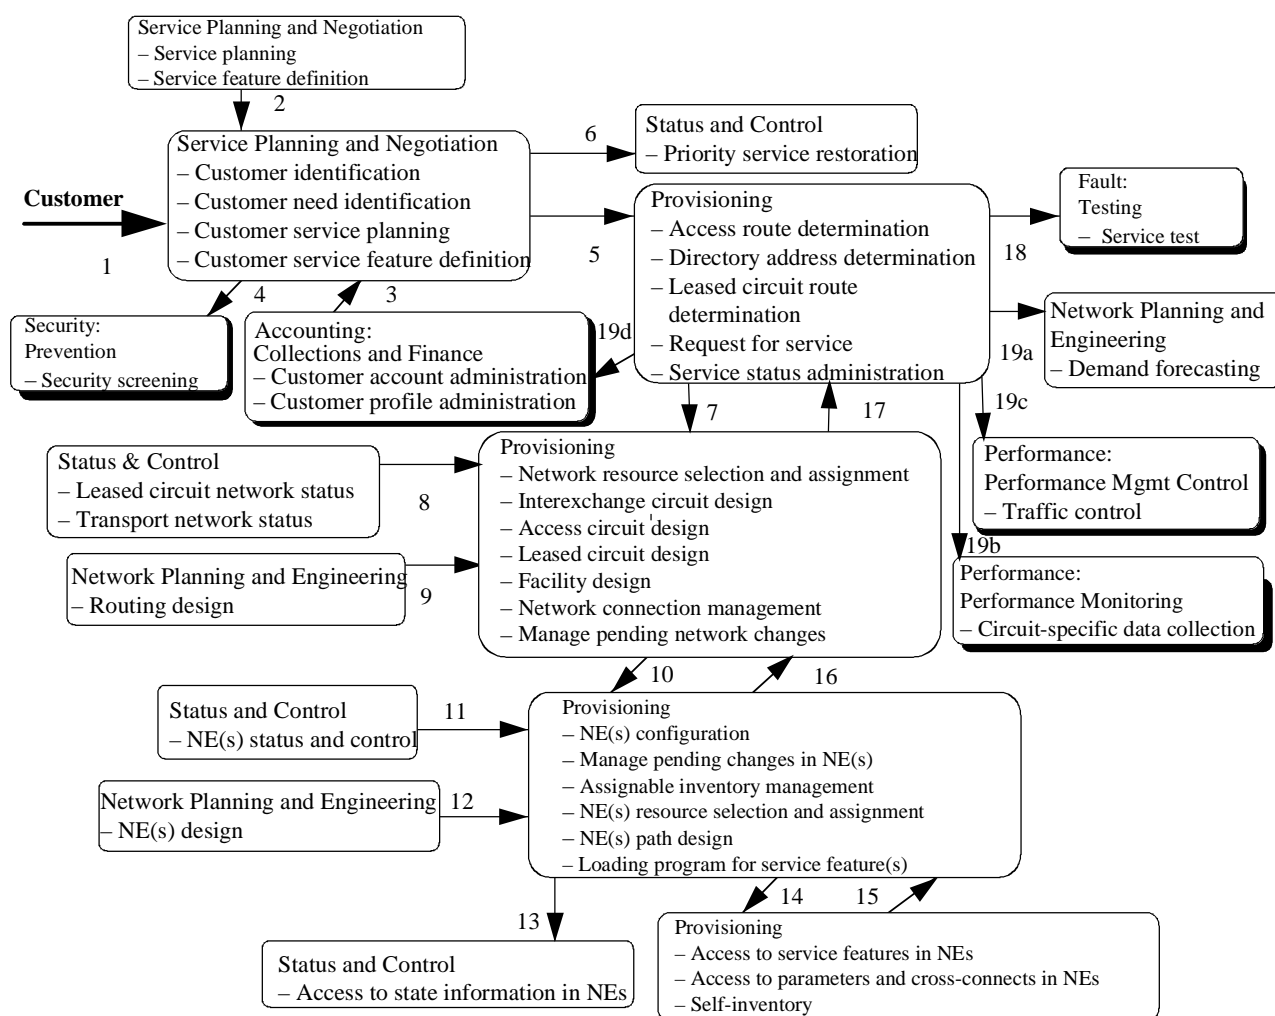 Service Planning and Negotiation
– Service planning
– Service feature definition
2
Service Planning and Negotiation
– Customer identification
– Customer need identification
– Customer service planning
– Customer service feature definition
Customer
1
6
Status and Control
– Priority service restoration
5
Provisioning
– Access route determination
– Directory address determination
– Leased circuit route
determination
– Request for service
– Service status administration
18
Fault:
Testing
– Service test
4
3
Security:
Prevention
– Security screening
Accounting:
Collections and Finance
– Customer account administration
– Customer profile administration
19d
19a
Network Planning and
Engineering
– Demand forecasting
7
17
19c
Performance:
Performance Mgmt Control
– Traffic control
19b
Performance:
Performance Monitoring
– Circuit-specific data collection
Status & Control
– Leased circuit network status
– Transport network status
8
Network Planning and Engineering
– Routing design
9
Provisioning
– Network resource selection and assignment
– Interexchange circuit design
– Access circuit design
– Leased circuit design
– Facility design
– Network connection management
– Manage pending network changes
10
16
Status and Control
– NE(s) status and control
11
Network Planning and Engineering
– NE(s) design
12
Provisioning
– NE(s) configuration
– Manage pending changes in NE(s)
– Assignable inventory management
– NE(s) resource selection and assignment
– NE(s) path design
– Loading program for service feature(s)
13
14
15
Status and Control
– Access to state information in NEs
Provisioning
– Access to service features in NEs
– Access to parameters and cross-connects in NEs
– Self-inventory